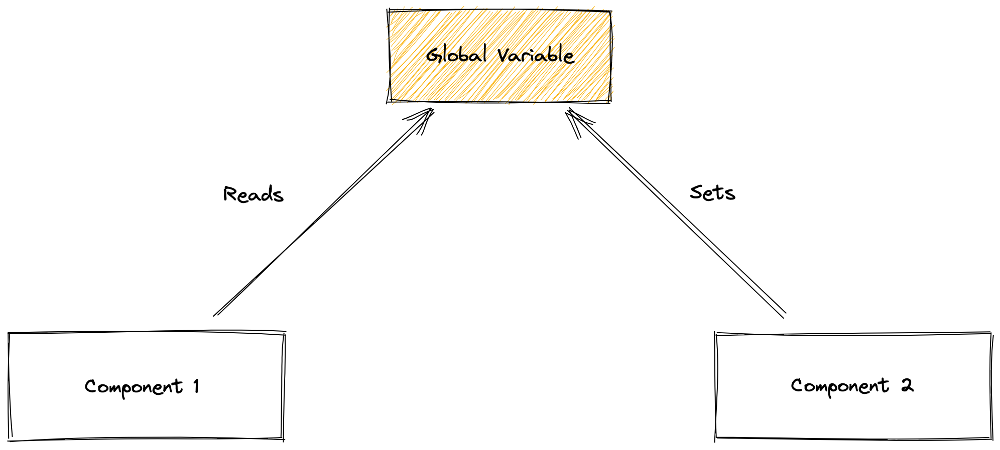 Global Variable
Reads
Sets
Component 1
Component 2